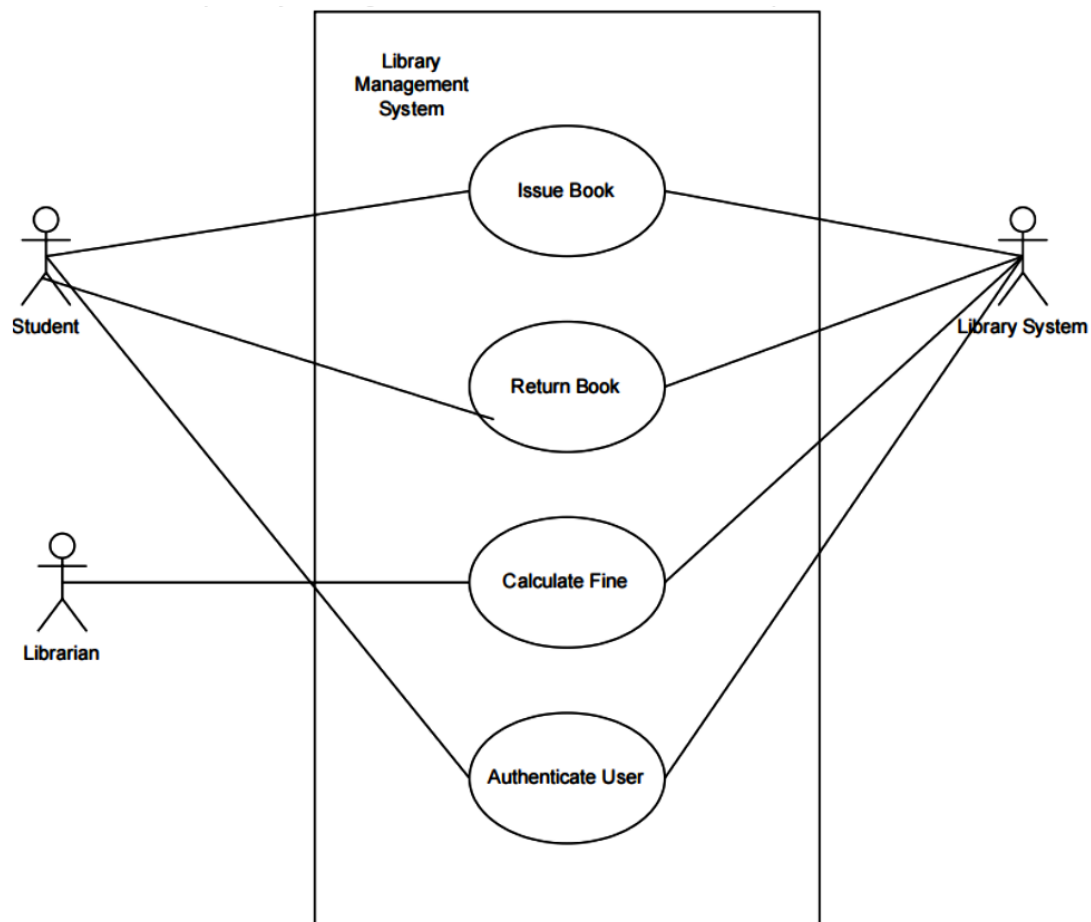 Library
Management
System
Issue Book
Student
Library System
Return Book
Calculate Fine
Librarian
Authenticate User